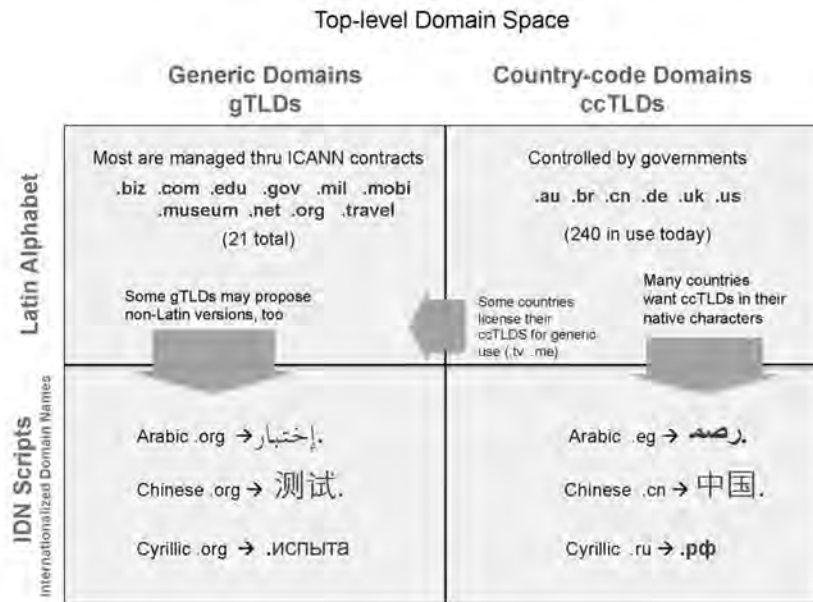 Top-level Domain Space
Generic Domains
gTLDs
Country-code Domains
ccTLDs
Latin Alphabet
Most are managed thru ICANN contracts
.biz .com .edu .gov .mil .mobi
.museum .net .org .travel
(21 total)
Some gTLDs may propose
non-Latin versions, too
Controlled by governments
.au .br .cn .de .uk .us
(240 in use today)
Some countries
license their
ccTLDS for generic
use (.tv .me)
Many countries
want ccTLDs in their
native characters
IDN Scripts
Internationalized Domain Names
Arabic .org → .إختبار
Chinese .org → 测试.
Cyrillic .org → .испыта
Arabic .eg → .رصم
Chinese .cn → 中国.
Cyrillic .ru → .рф